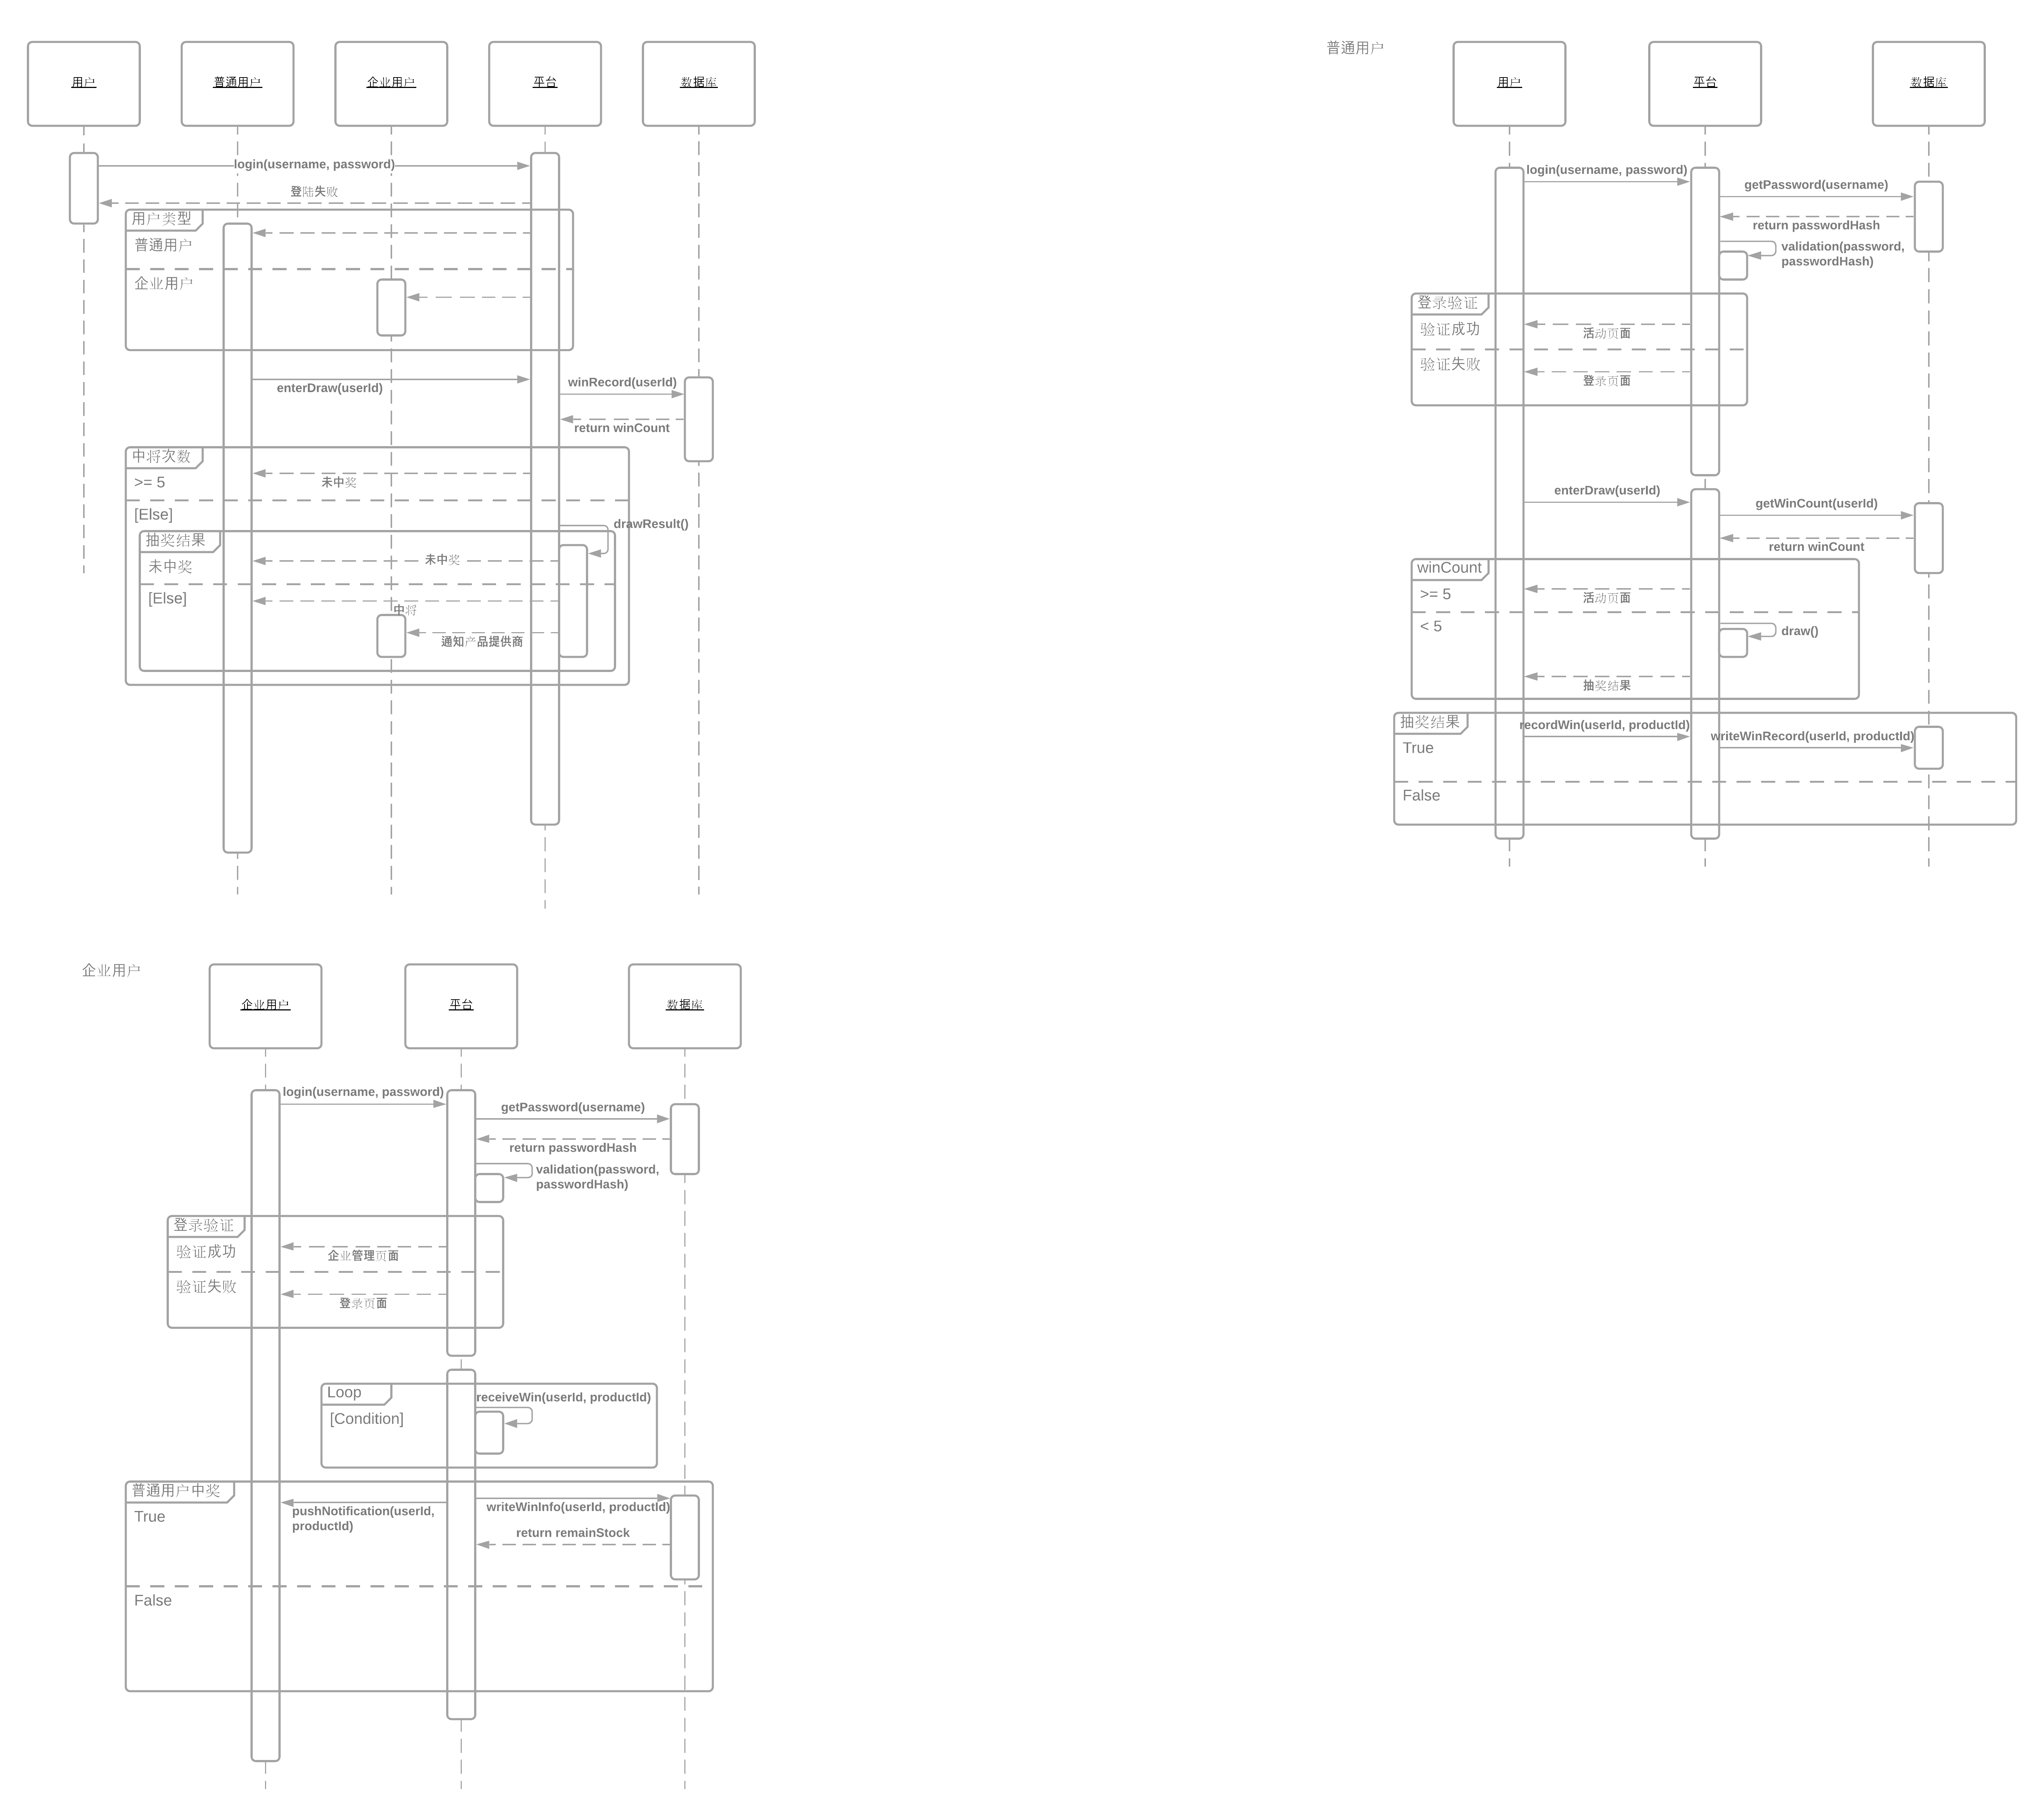 用户
普通用户
企业用户
平台
数据库
login(username, password)
登陆失败
用户类型
普通用户
企业用户
enterDraw(userId)
winRecord(userId)
return winCount
中将次数
>= 5
未中奖
[Else]
drawResult()
抽奖结果
未中奖
未中奖
[Else]
中将
通知产品提供商
普通用户
用户
平台
数据库
login(username, password)
getPassword(username)
return passwordHash
validation(password,
passwordHash)
登录验证
验证成功
活动页面
验证失败
登录页面
enterDraw(userId)
getWinCount(userId)
return winCount
winCount
>= 5
活动页面
< 5
draw()
抽奖结果
抽奖结果
recordWin(userId, productId)
writeWinRecord(userId, productId)
True
False
企业用户
企业用户
平台
数据库
login(username, password)
getPassword(username)
return passwordHash
validation(password,
passwordHash)
登录验证
验证成功
企业管理页面
验证失败
登录页面
Loop
receiveWin(userId, productId)
[Condition]
普通用户中奖
True
pushNotification(userId,
productId)
writeWinInfo(userId, productId)
return remainStock
False